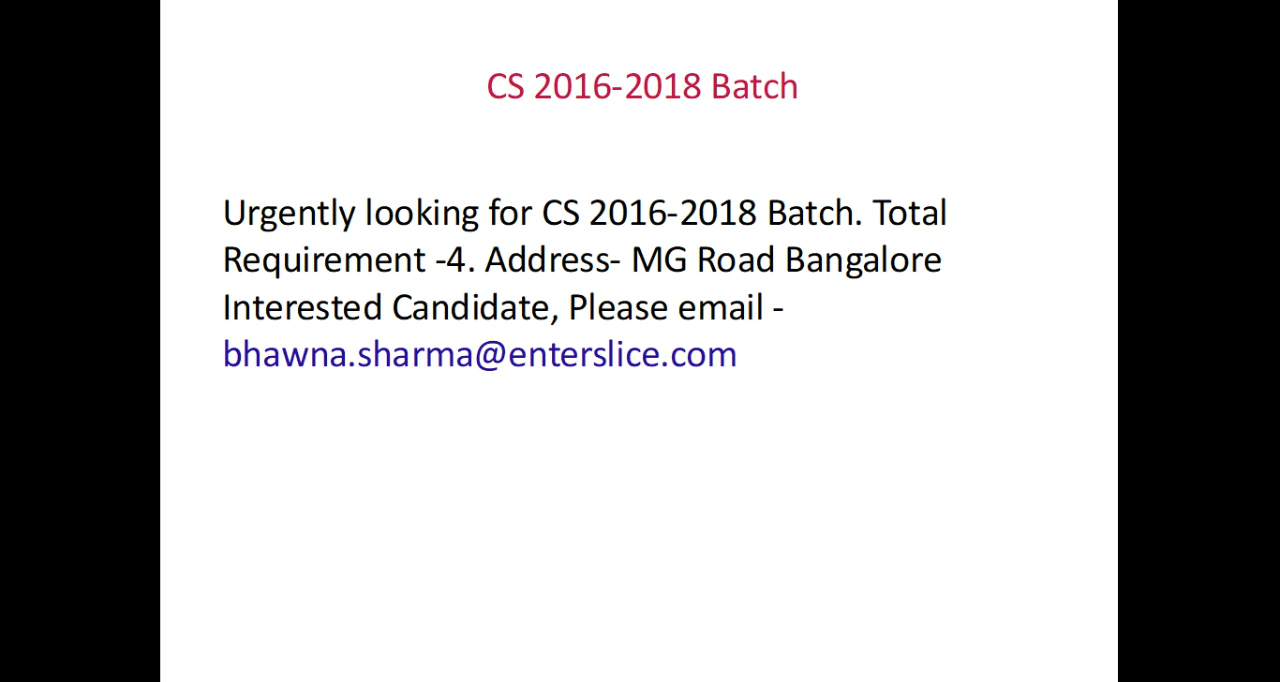 CS 2016-2018 Batch
Urgently looking for CS 2016-2018 Batch. Total
Requirement -4. Address- MG Road Bangalore
Interested Candidate, Please email -
bhawna.sharma@enterslice.com